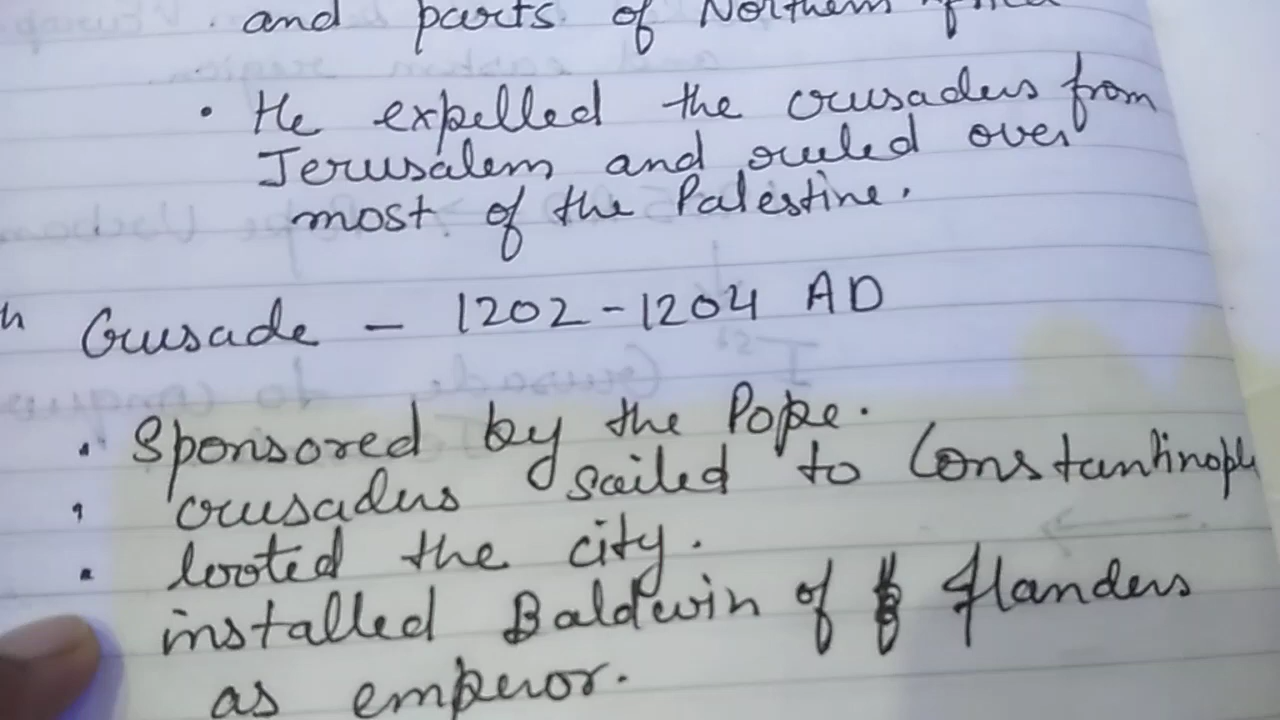 and parts of Northern Africa
• He expelled the crusaders from
Jerusalem and ruled over
most of the Palestine.
h Crusade – 1202-1204 AD
• Sponsored by the Pope.
• crusaders sailed to Constantinople
• looted the city.
installed Baldwin of flanders
as emperor.